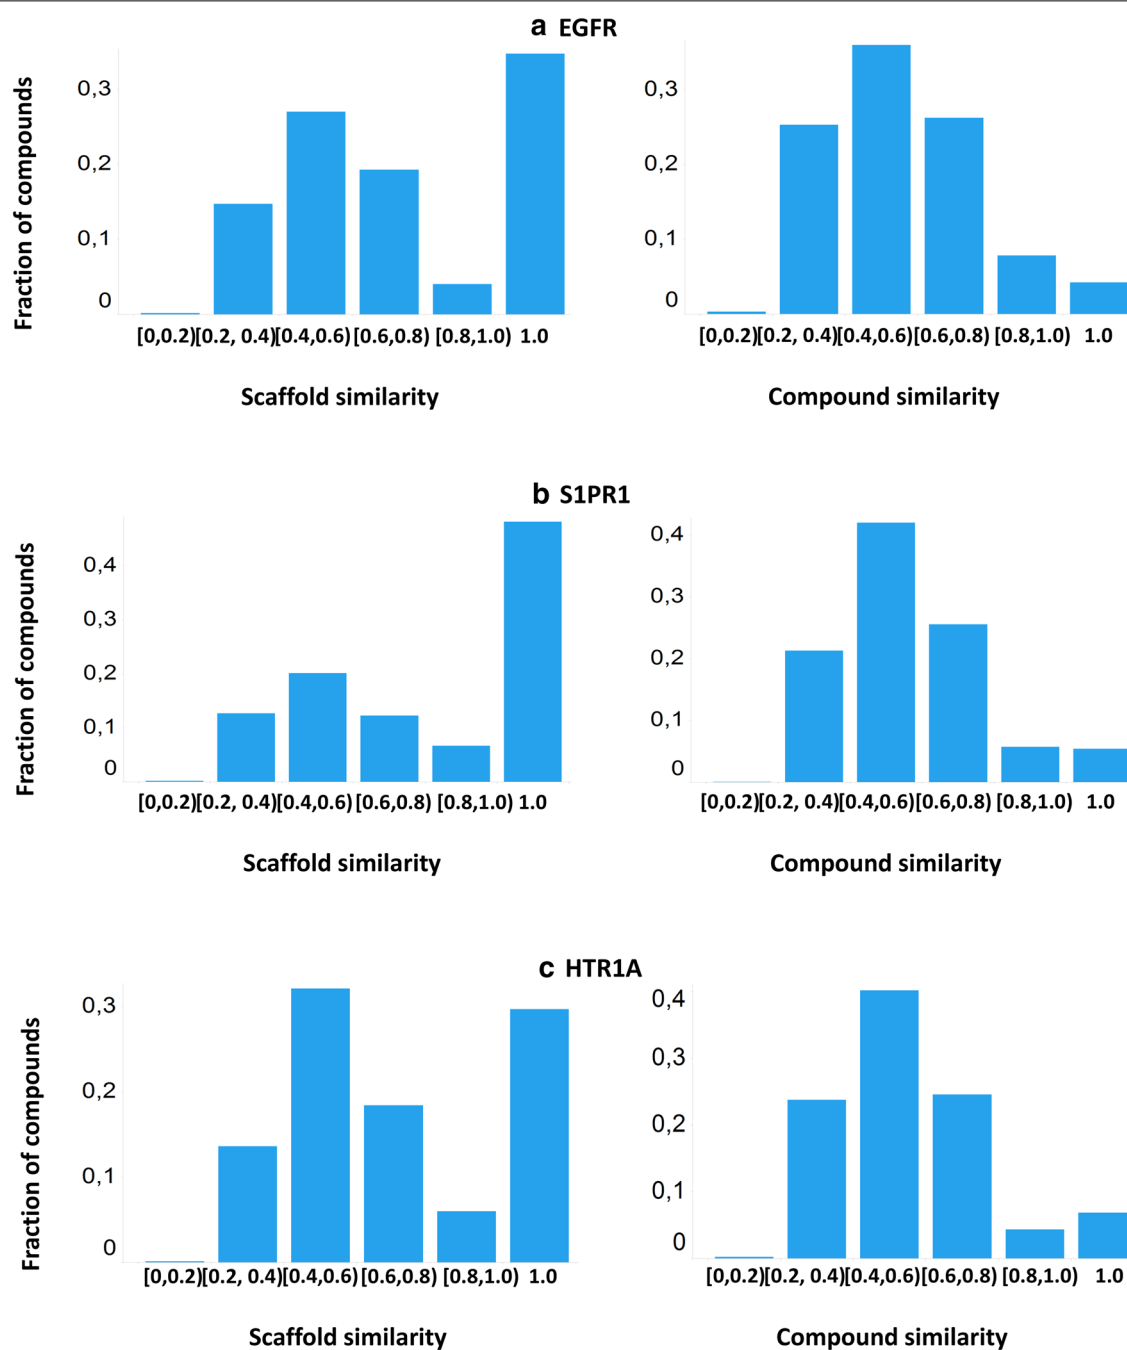 a EGFR
Fraction of compounds
0,3
0,2
0,1
0
[0,0.2)[0.2, 0.4)[0.4,0.6) [0.6,0.8) [0.8,1.0) 1.0
Scaffold similarity
0,3
0,2
0,1
0
[0,0.2)[0.2, 0.4)[0.4,0.6) [0.6,0.8) [0.8,1.0) 1.0
Compound similarity
b S1PR1
Fraction of compounds
0,4
0,3
0,2
0,1
0
[0,0.2)[0.2, 0.4)[0.4,0.6) [0.6,0.8) [0.8,1.0) 1.0
Scaffold similarity
0,4
0,3
0,2
0,1
0
[0,0.2)[0.2, 0.4)[0.4,0.6) [0.6,0.8) [0.8,1.0) 1.0
Compound similarity
c HTR1A
Fraction of compounds
0,3
0,2
0,1
0
[0,0.2)[0.2, 0.4)[0.4,0.6) [0.6,0.8) [0.8,1.0) 1.0
Scaffold similarity
0,4
0,3
0,2
0,1
0
[0,0.2)[0.2, 0.4)[0.4,0.6) [0.6,0.8) [0.8,1.0) 1.0
Compound similarity